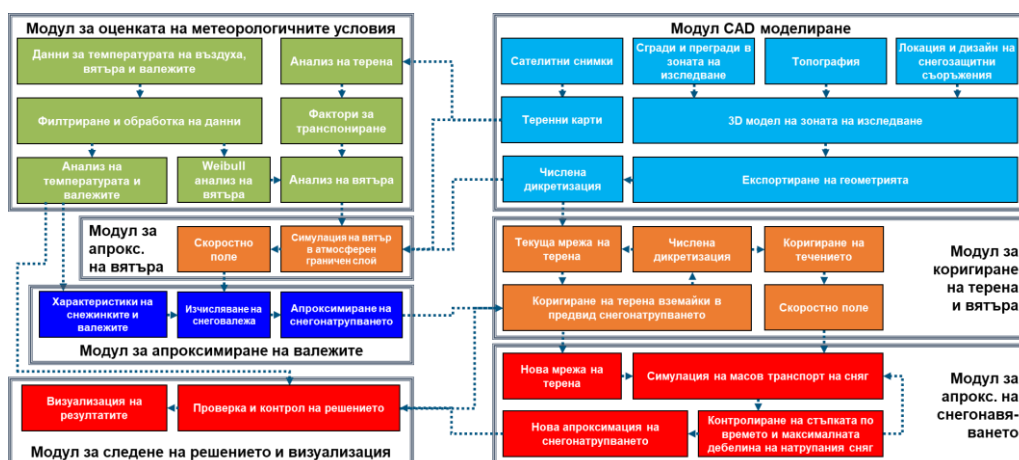 Модул за оценката на метеорологичните условия
Данни за температурата на въздуха,
вятъра и валежите
Анализ на терена
Филтриране и обработка на данни
Фактори за
транспониране
Анализ на
температурата и
валежите
Weibull
анализ на
вятъра
Анализ на вятъра
Модул CAD моделиране
Сателитни снимки
Сгради и прегради в
зоната на
изследване
Топография
Локация и дизайн на
снегозащитни
съоръжения
Теренни карти
3D модел на зоната на изследване
Числена
дикретизация
Експортиране на геометрията
Модул за
апрокс.
на вятъра
Скоростно
поле
Симулация на вятър
в атмосферен
граничен слой
Текуща мрежа на
терена
Числена
дикретизация
Коригиране на
течението
Коригиране на терена вземайки в
предвид снегонатрупването
Скоростно поле
Модул за
коригиране
на терена
и вятъра
Характеристики на
снежинките и
валежите
Изчисляване на
снеговалежа
Апроксимиране на
снегонатрупването
Модул за апроксимиране на валежите
Нова мрежа на
терена
Симулация на масов транспорт на сняг
Нова апроксимация на
снегонатрупването
Контролиране на стъпката по
времето и максималната
дебелина на натрупания сняг
Модул за
апрокс. на
снегонавя-
ването
Визуализация на
резултатите
Проверка и контрол на решението
Модул за следене на решението и визуализация